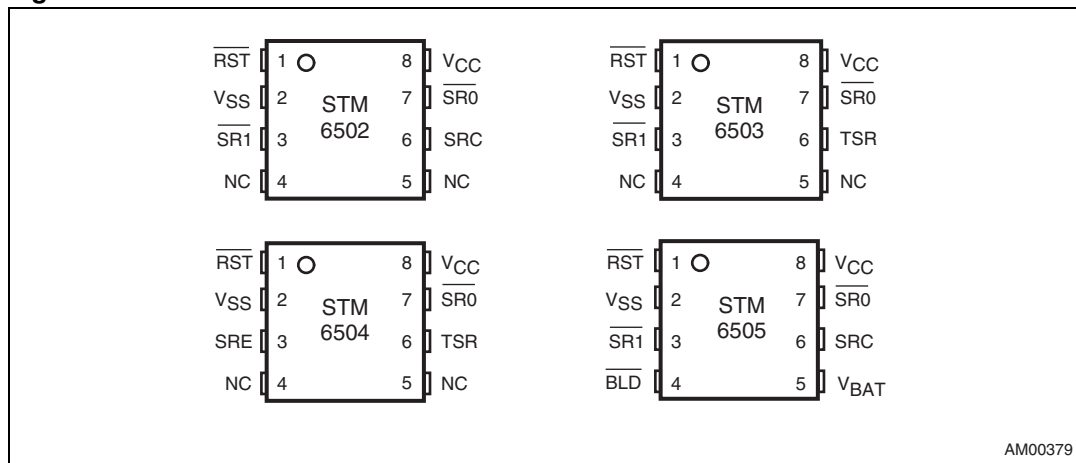 RST 1 8 VCC
VSS 2 STM 6502 7 SR0
SR1 3 6 SRC
NC 4 5 NC
RST 1 8 VCC
VSS 2 STM 6503 7 SR0
SR1 3 6 TSR
NC 4 5 NC
RST 1 8 VCC
VSS 2 STM 6504 7 SR0
SRE 3 6 TSR
NC 4 5 NC
RST 1 8 VCC
VSS 2 STM 6505 7 SR0
SR1 3 6 SRC
BLD 4 5 VBAT
AM00379